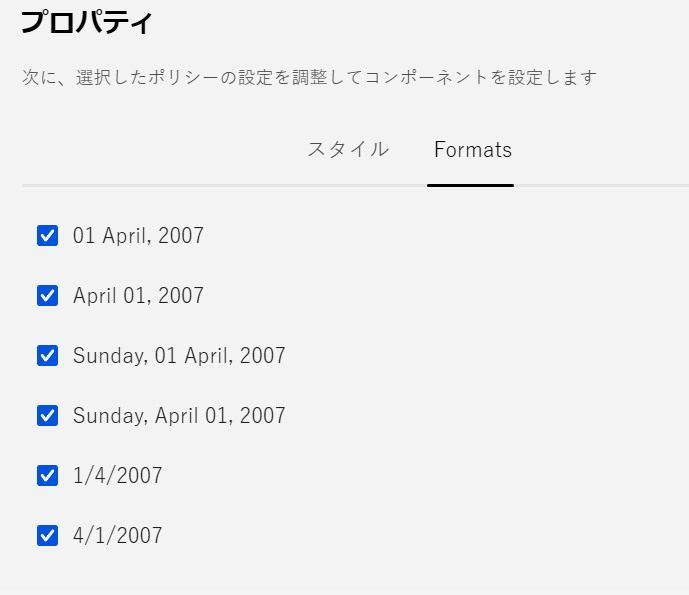 プロパティ
次に、選択したポリシーの設定を調整してコンポーネントを設定します
スタイル Formats
01 April, 2007
April 01, 2007
Sunday, 01 April, 2007
Sunday, April 01, 2007
1/4/2007
4/1/2007